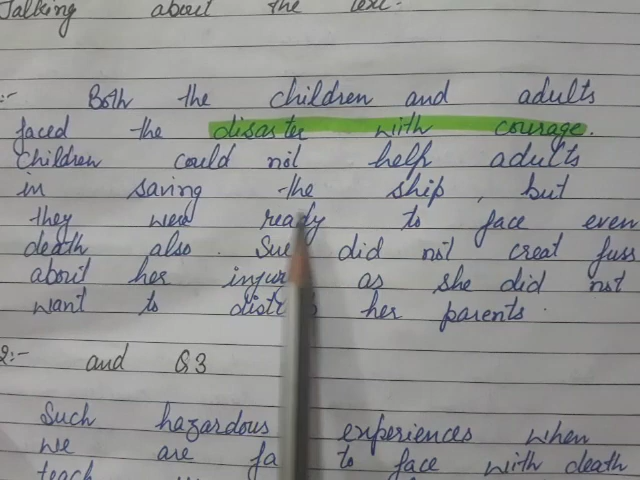 Talking about the text.
:- Both the children and adults
faced the disaster with courage.
Children could not help adults
in saving the ship, but
they were ready to face even
death also. Sue did not creat fuss
about her injur as she did not
want to her parents.
2:- and Q3
Such hazardous experiences when
we are to face with death
teach